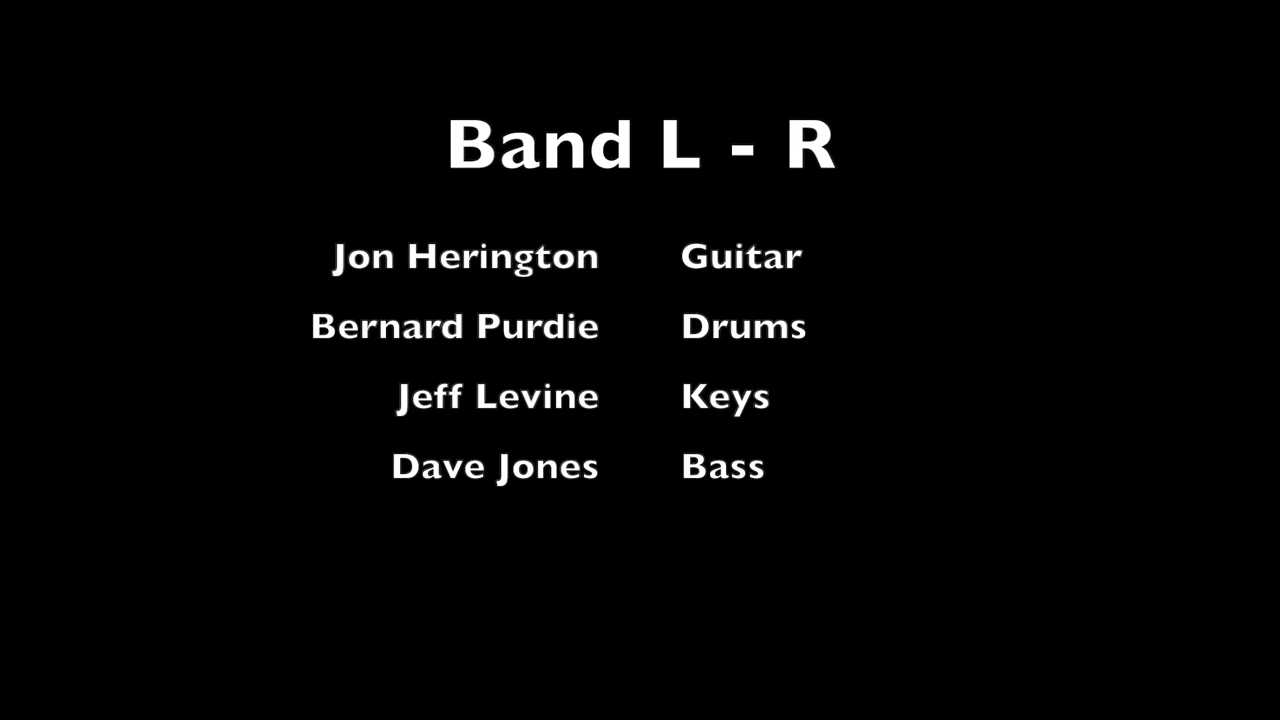 Band L - R
Jon Herington Guitar
Bernard Purdie Drums
Jeff Levine Keys
Dave Jones Bass